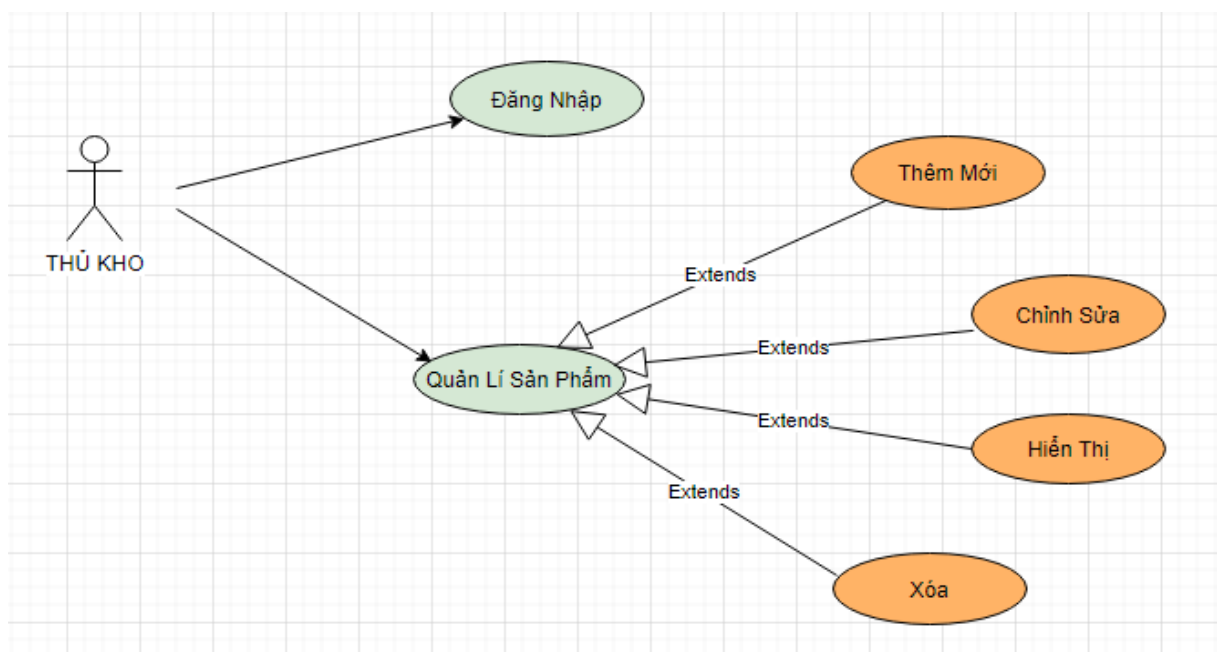 Đăng Nhập
Thêm Mới
THỦ KHO
Extends
Chỉnh Sửa
Extends
Quản Lí Sản Phẩm
Extends
Hiển Thị
Extends
Xóa